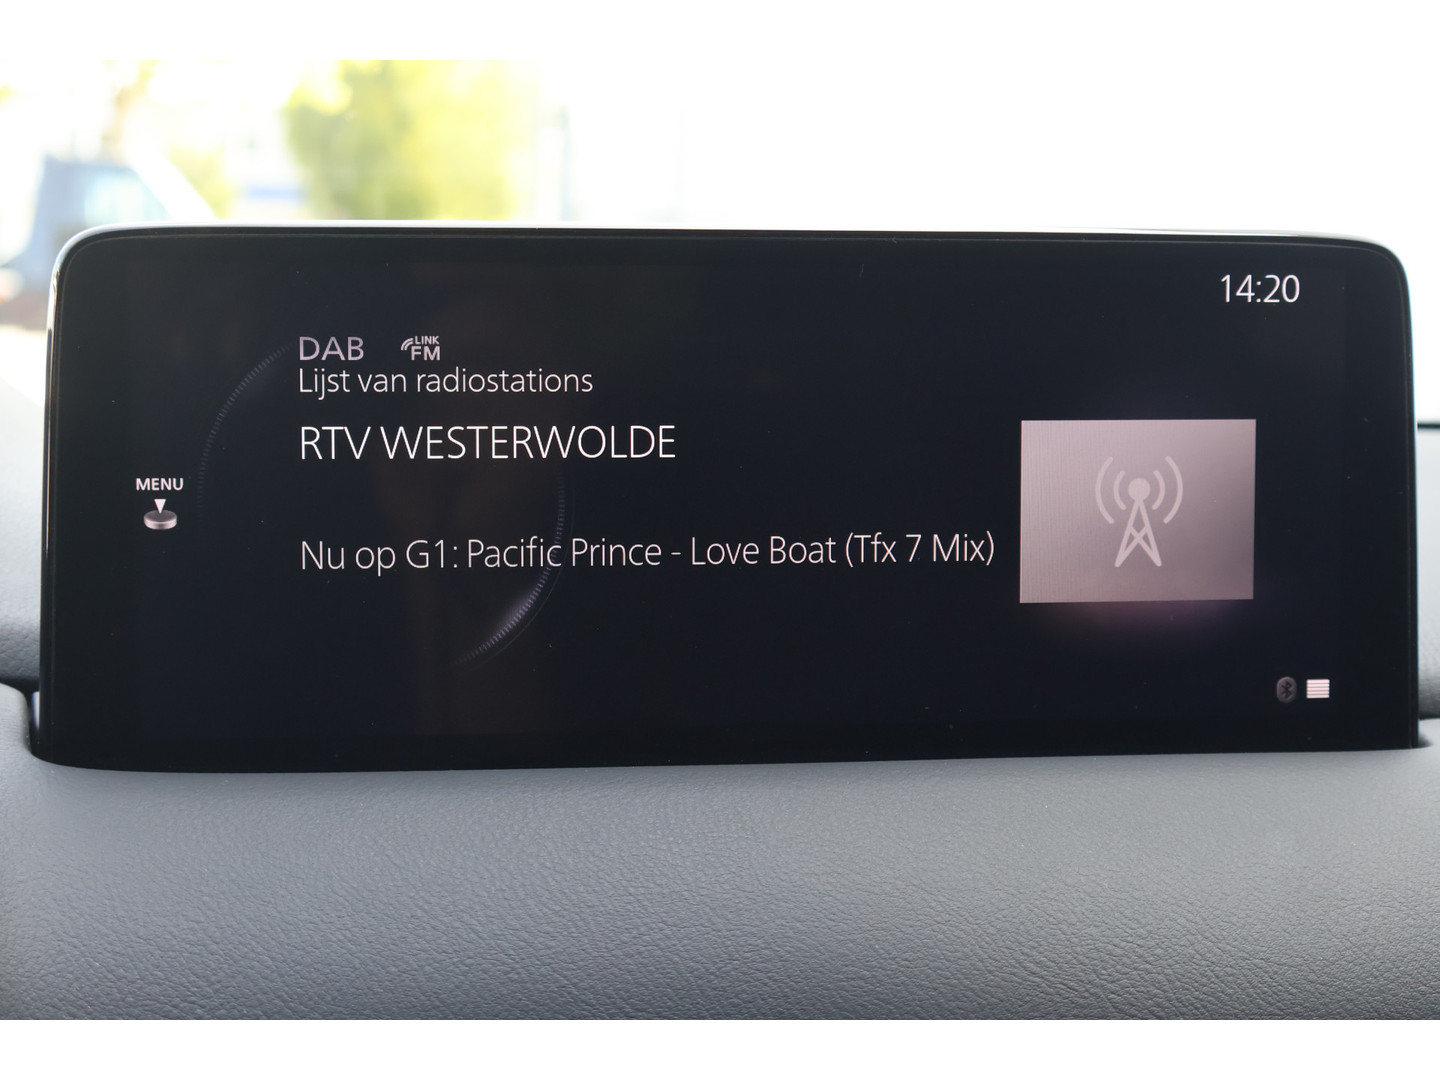 14:20
DAB LINK FM
Lijst van radiostations
RTV WESTERWOLDE
MENU
Nu op G1: Pacific Prince - Love Boat (Tfx 7 Mix)